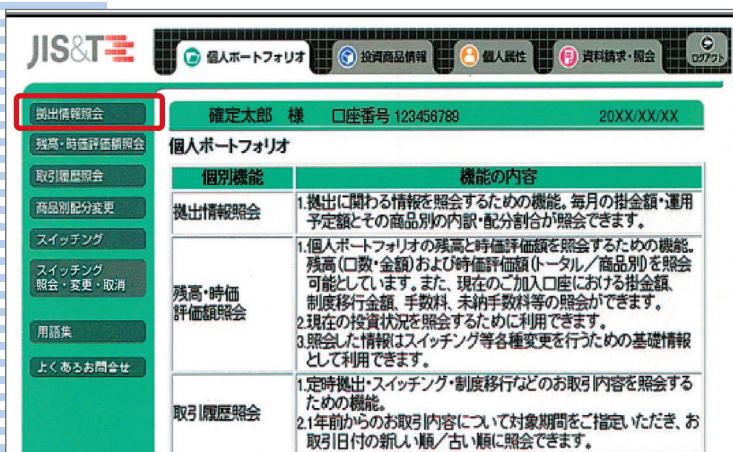 JIS&T
個人ポートフォリオ
投資商品情報
個人属性
資料請求・照会
ログアウト
拠出情報照会
残高・時価評価額照会
取引履歴照会
商品別配分変更
スイッチング
スイッチング
照会・変更・取消
用語集
よくあるお問合せ
確定太郎 様 口座番号 123456789 20XX/XX/XX
個人ポートフォリオ
個別機能 機能の内容
拠出情報照会
1.拠出に関わる情報を照会するための機能。毎月の掛金額・運用
予定額とその商品別の内訳・配分割合が照会できます。
残高・時価
評価額照会
1.個人ポートフォリオの残高と時価評価額を照会するための機能。
残高(口数・金額)および時価評価額(トータル／商品別)を照会
可能としています。また、現在のご加入口座における掛金額、
制度移行金額、手数料、未納手数料等の照会ができます。
2.現在の投資状況を照会するために利用できます。
3.照会した情報はスイッチング等各種変更を行うための基礎情報
として利用できます。
取引履歴照会
1.定時拠出・スイッチング・制度移行などのお取引内容を照会する
ための機能。
2.1年前からのお取引内容について対象期間をご指定いただき、お
取引日付の新しい順／古い順に照会できます。